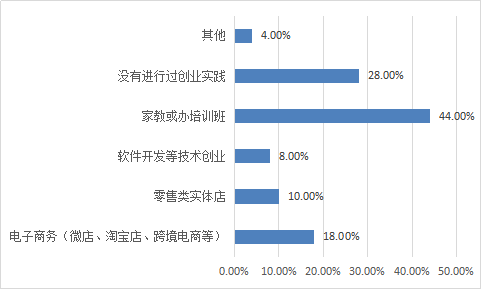 其他
4.00%
没有进行过创业实践
28.00%
家教或办培训班
44.00%
软件开发等技术创业
8.00%
零售类实体店
10.00%
电子商务（微店、淘宝店、跨境电商等）
18.00%
0.00% 10.00% 20.00% 30.00% 40.00% 50.00%